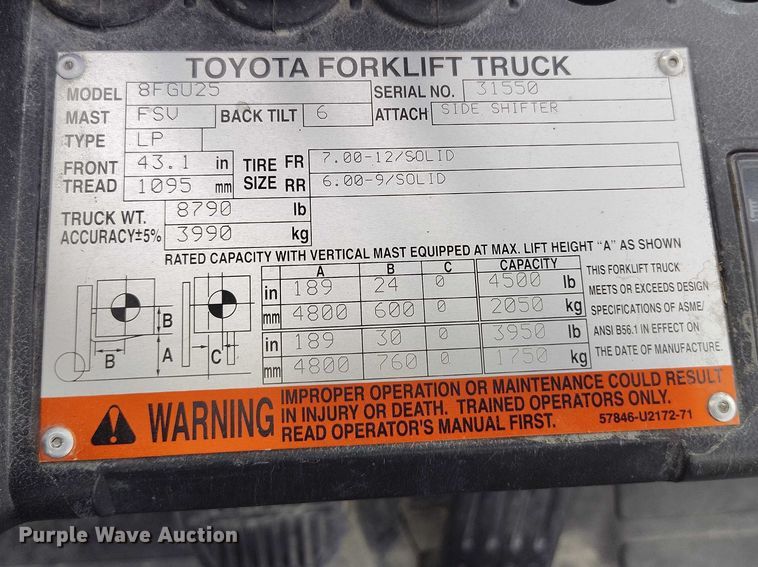 TOYOTA FORKLIFT TRUCK
MODEL 8FGU25 SERIAL NO. 31550
MAST FSV BACK TILT 6 ATTACH SIDE SHIFTER
TYPE LP
FRONT TREAD 43.1 in TIRE SIZE FR 7.00-12/SOLID
1095 mm RR 6.00-9/SOLID
TRUCK WT. 8790 lb
ACCURACY±5% 3990 kg
RATED CAPACITY WITH VERTICAL MAST EQUIPPED AT MAX. LIFT HEIGHT "A" AS SHOWN
A B C CAPACITY
in 189 24 0 4500 lb
mm 4800 600 0 2050 kg
in 189 30 0 3950 lb
mm 4800 760 0 1750 kg
B
B
A
C
THIS FORKLIFT TRUCK
MEETS OR EXCEEDS DESIGN
SPECIFICATIONS OF ASME/
ANSI B56.1 IN EFFECT ON
THE DATE OF MANUFACTURE.
WARNING
IMPROPER OPERATION OR MAINTENANCE COULD RESULT
IN INJURY OR DEATH. TRAINED OPERATORS ONLY.
READ OPERATOR'S MANUAL FIRST. 57846-U2172-71
Purple Wave Auction